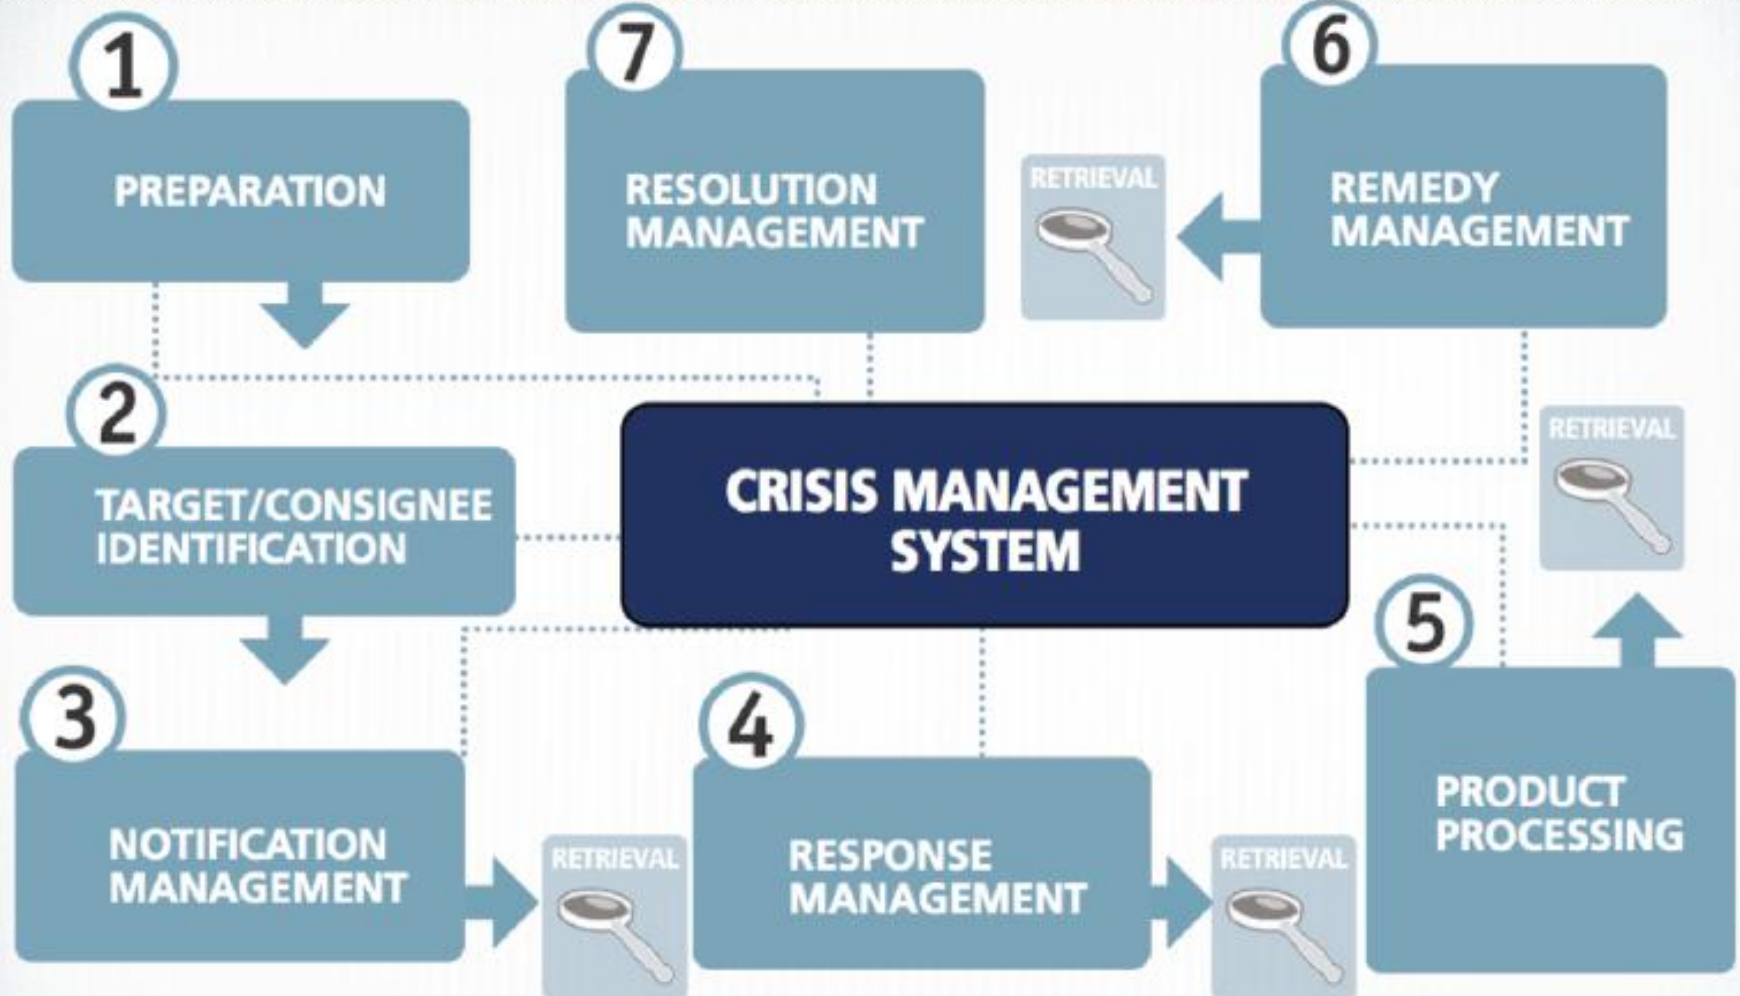 1
PREPARATION
2
TARGET/CONSIGNEE
IDENTIFICATION
3
NOTIFICATION
MANAGEMENT
RETRIEVAL
4
RESPONSE
MANAGEMENT
RETRIEVAL
5
PRODUCT
PROCESSING
RETRIEVAL
6
REMEDY
MANAGEMENT
RETRIEVAL
7
RESOLUTION
MANAGEMENT
CRISIS MANAGEMENT
SYSTEM